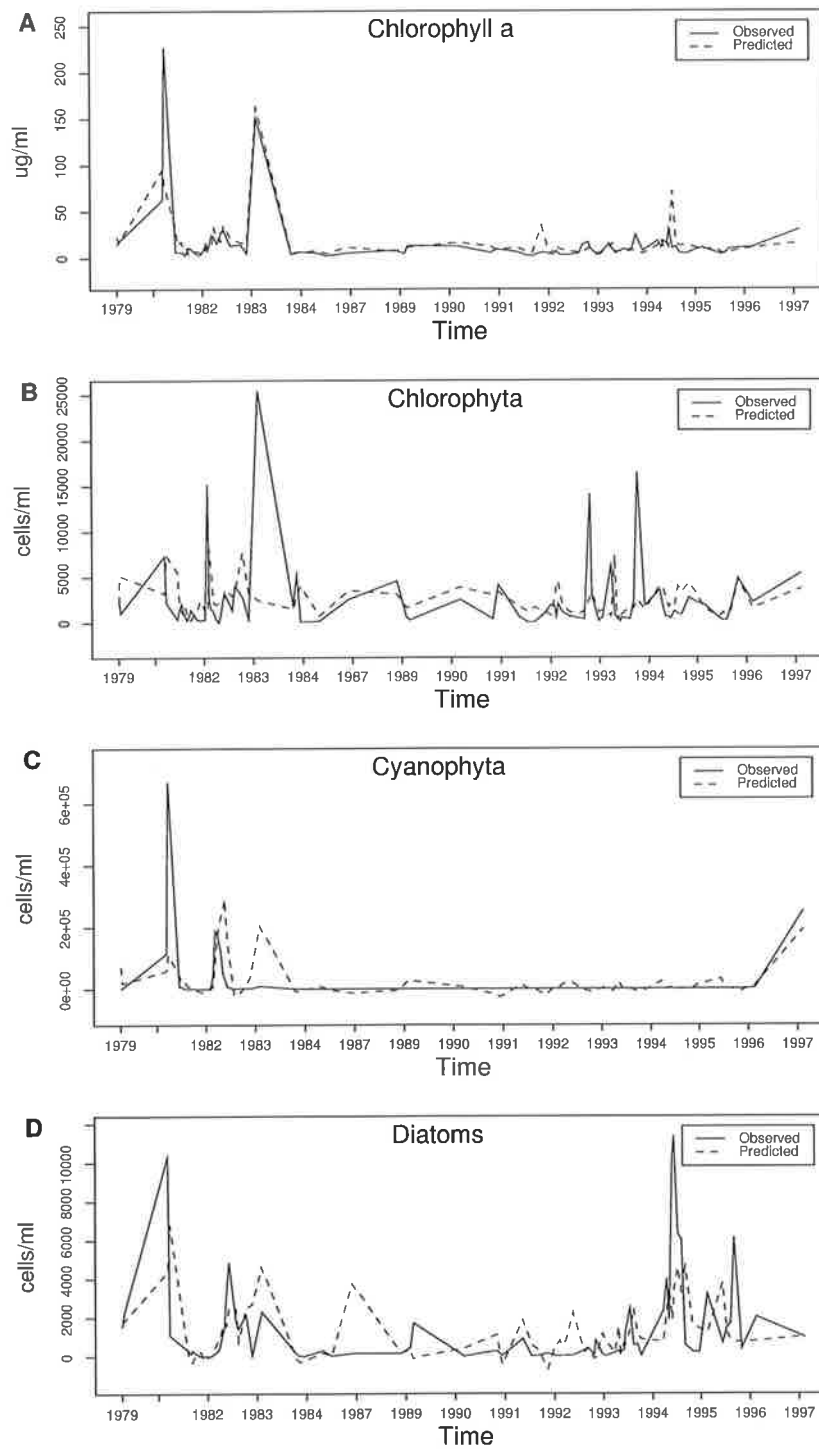 A
Chlorophyll a
Observed
Predicted
ug/ml
250
200
150
100
50
0
1979
1982
1983
1984
1987
1989
1990
1991
1992
1993
1994
1995
1996
1997
Time
B
Chlorophyta
Observed
Predicted
cells/ml
25000
20000
15000
10000
5000
0
1979
1982
1983
1984
1987
1989
1990
1991
1992
1993
1994
1995
1996
1997
Time
C
Cyanophyta
Observed
Predicted
cells/ml
6e+05
4e+05
2e+05
0e+00
1979
1982
1983
1984
1987
1989
1990
1991
1992
1993
1994
1995
1996
1997
Time
D
Diatoms
Observed
Predicted
cells/ml
10000
8000
6000
4000
2000
0
1979
1982
1983
1984
1987
1989
1990
1991
1992
1993
1994
1995
1996
1997
Time